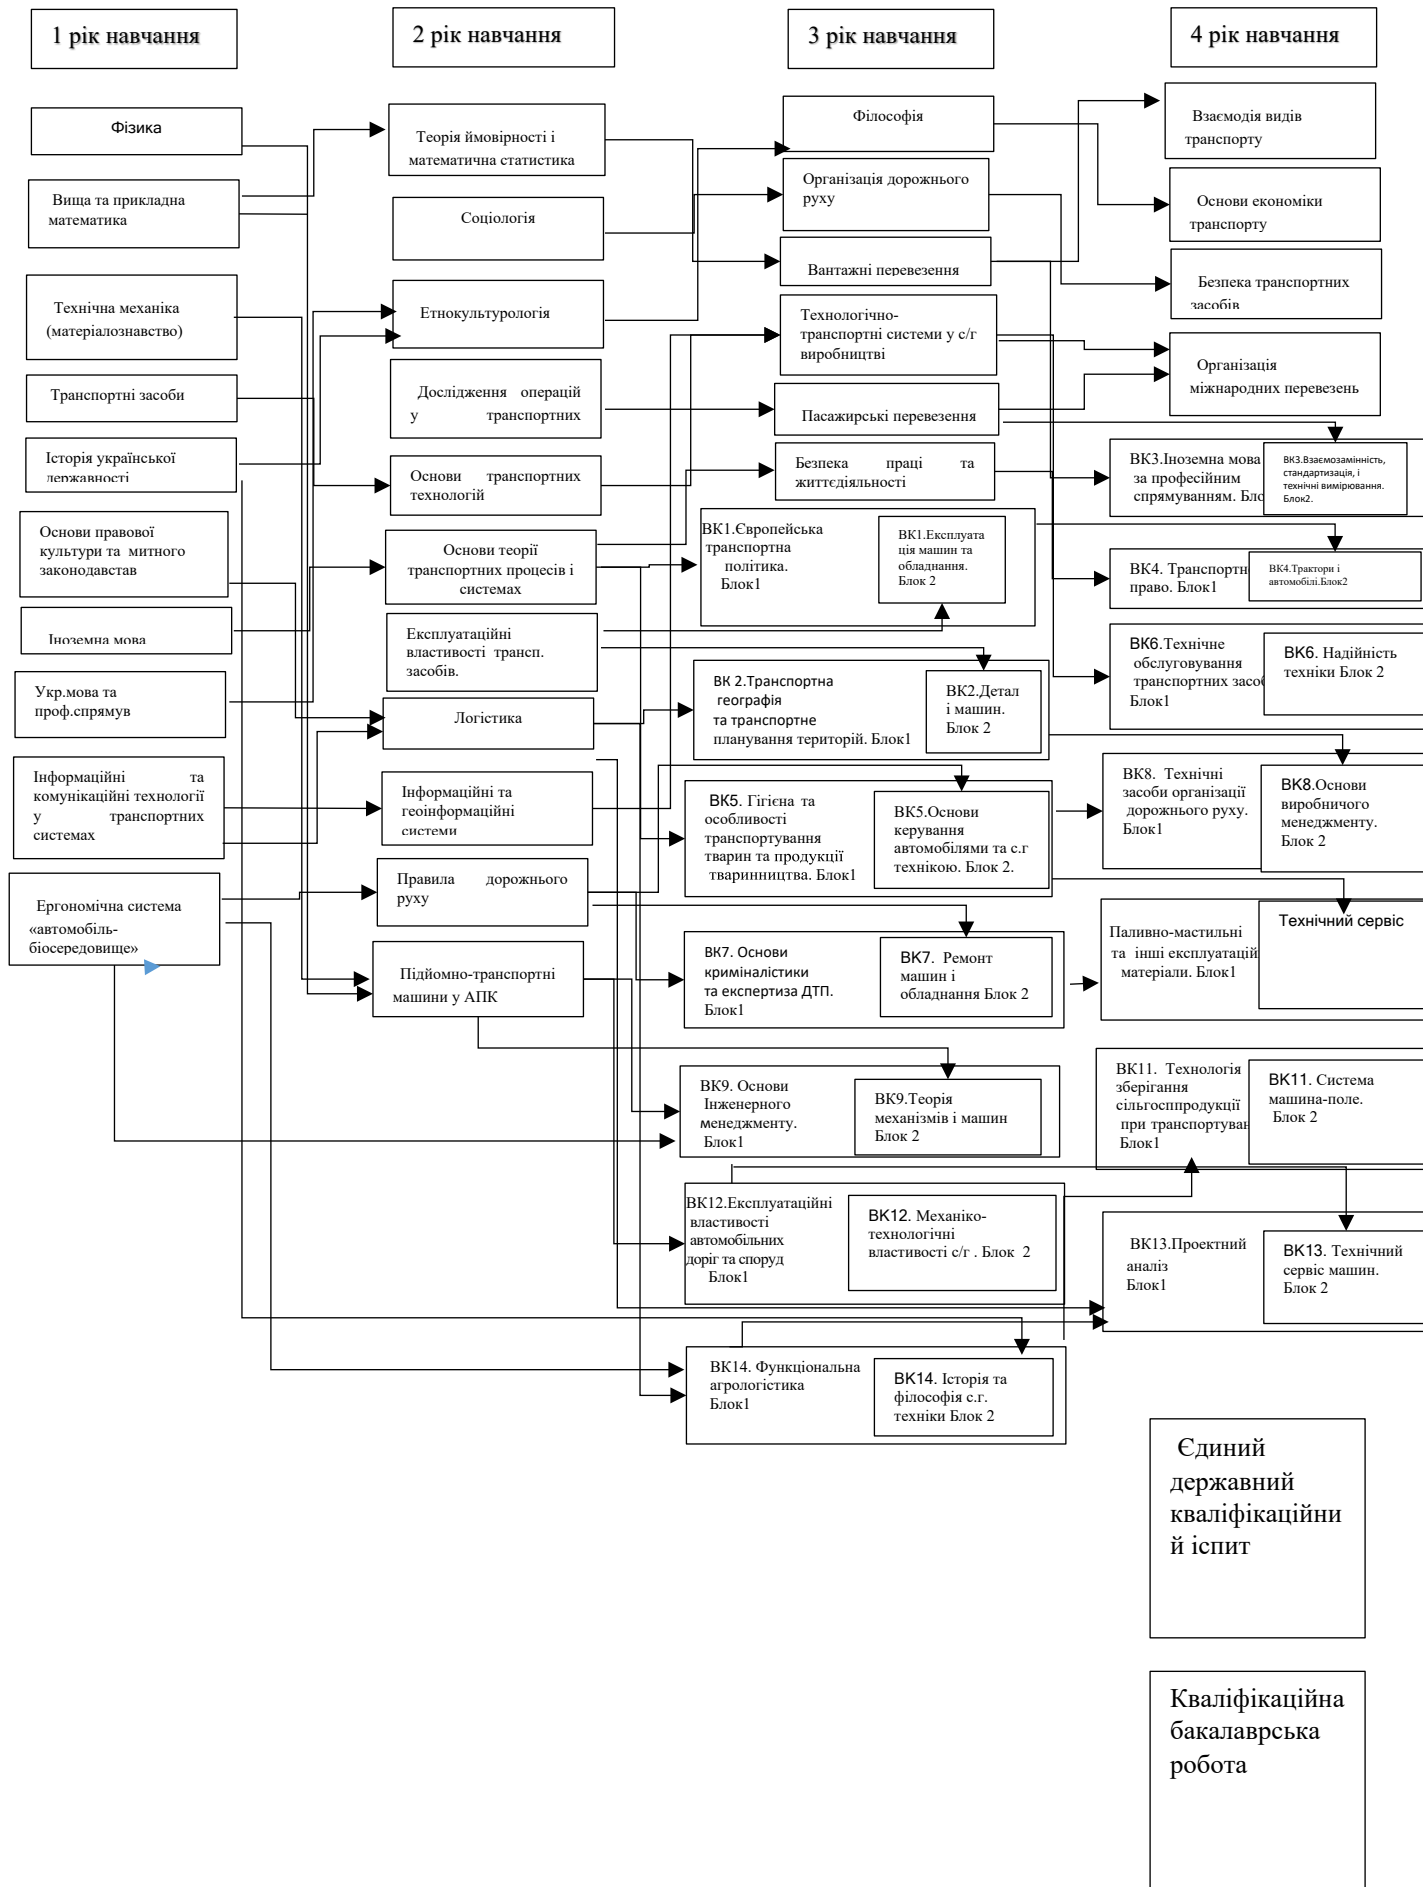 1 рік навчання
2 рік навчання
3 рік навчання
4 рік навчання
Фізика
Вища та прикладна
математика
Технічна механіка
(матеріалознавство)
Транспортні засоби
Історія української
державності
Основи правової
культури та митного
законодавстав
Іноземна мова
Укр.мова та
проф.спрямув
Інформаційні та
комунікаційні технології
у транспортних
системах
Ергономічна система
«автомобіль-
біосередовище»
Теорія ймовірності і
математична статистика
Соціологія
Етнокультурологія
Дослідження операцій
у транспортних
Основи транспортних
технологій
Основи теорії
транспортних процесів і
системах
Експлуатаційні
властивості трансп.
засобів.
Логістика
Інформаційні та
геоінформаційні
системи
Правила дорожнього
руху
Підйомно-транспортні
машини у АПК
Філософія
Організація дорожнього
руху
Вантажні перевезення
Технологічно-
транспортні системи у с/г
виробництві
Пасажирські перевезення
Безпека праці та
життєдіяльності
ВК1.Європейська
транспортна
політика.
Блок1
ВК1.Експлуата
ція машин та
обладнання.
Блок 2
ВК 2.Транспортна
географія
та транспортне
планування територій. Блок1
ВК2.Детал
і машин.
Блок 2
ВК5. Гігієна та
особливості
транспортування
тварин та продукції
тваринництва. Блок1
ВК5.Основи
керування
автомобілями та с.г
технікою. Блок 2.
ВК7. Основи
криміналістики
та експертиза ДТП.
Блок1
ВК7. Ремонт
машин і
обладнання Блок 2
ВК9. Основи
Інженерного
менеджменту.
Блок1
ВК9.Теорія
механізмів і машин
Блок 2
ВК12.Експлуатаційні
властивості
автомобільних
доріг та споруд
Блок1
ВК12. Механіко-
технологічні
властивості с/г . Блок 2
ВК14. Функціональна
агрологістика
Блок1
ВК14. Історія та
філософія с.г.
техніки Блок 2
Взаємодія видів
транспорту
Основи економіки
транспорту
Безпека транспортних
засобів
Організація
міжнародних перевезень
ВК3.Іноземна мова
за професійним
спрямуванням. Бло
ВК3.Взаємозамінність,
стандартизація, і
технічні вимірювання.
Блок2.
ВК4. Транспортн
право. Блок1
ВК4.Трактори і
автомобілі.Блок2
ВК6.Технічне
обслуговування
транспортних засоб
Блок1
ВК6. Надійність
техніки Блок 2
ВК8. Технічні
засоби організації
дорожнього руху.
Блок1
ВК8.Основи
виробничого
менеджменту.
Блок 2
Паливно-мастильні
та інші експлуатацій
матеріали. Блок1
Технічний сервіс
ВК11. Технологія
зберігання
сільгосппродукції
при транспортуван
Блок1
ВК11. Система
машина-поле.
Блок 2
ВК13.Проектний
аналіз
Блок1
ВК13. Технічний
сервіс машин.
Блок 2
Єдиний
державний
кваліфікаційни
й іспит
Кваліфікаційна
бакалаврська
робота